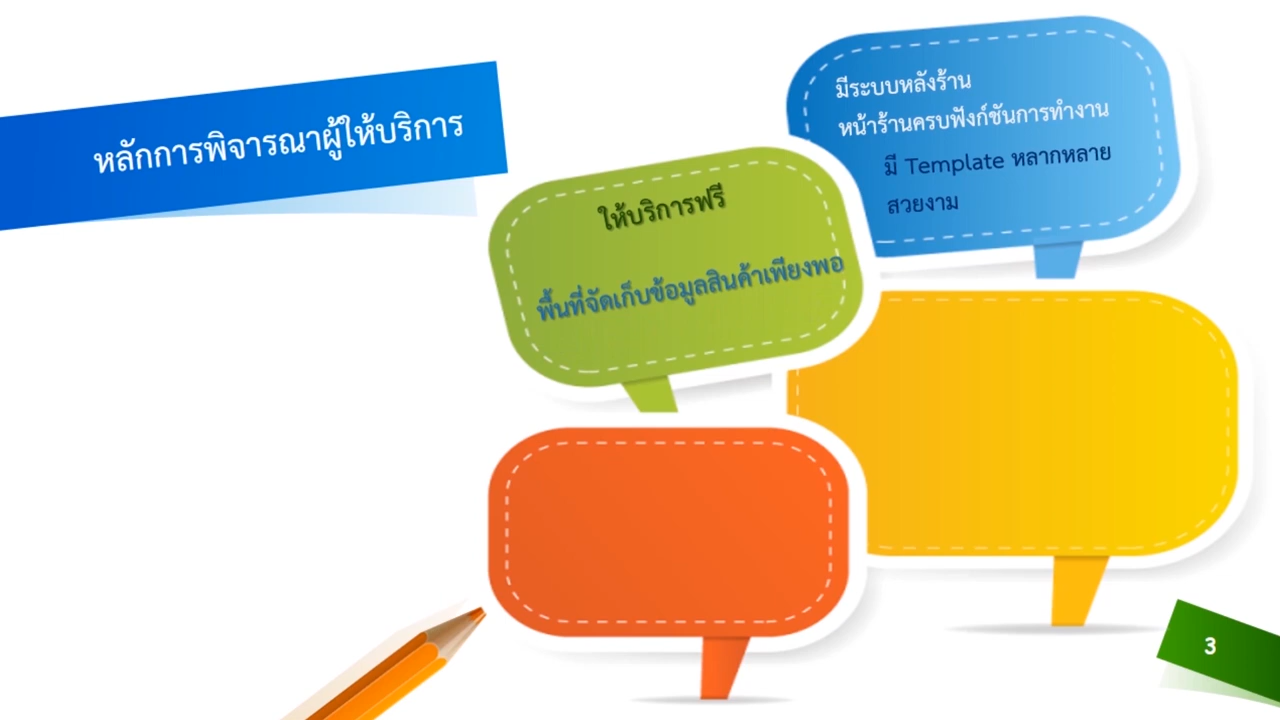 หลักการพิจารณาผู้ให้บริการ
ให้บริการฟรี
พื้นที่จัดเก็บข้อมูลสินค้าเพียงพอ
มีระบบหลังร้าน
หน้าร้านครบฟังก์ชันการทำงาน
มี Template หลากหลาย
สวยงาม
3